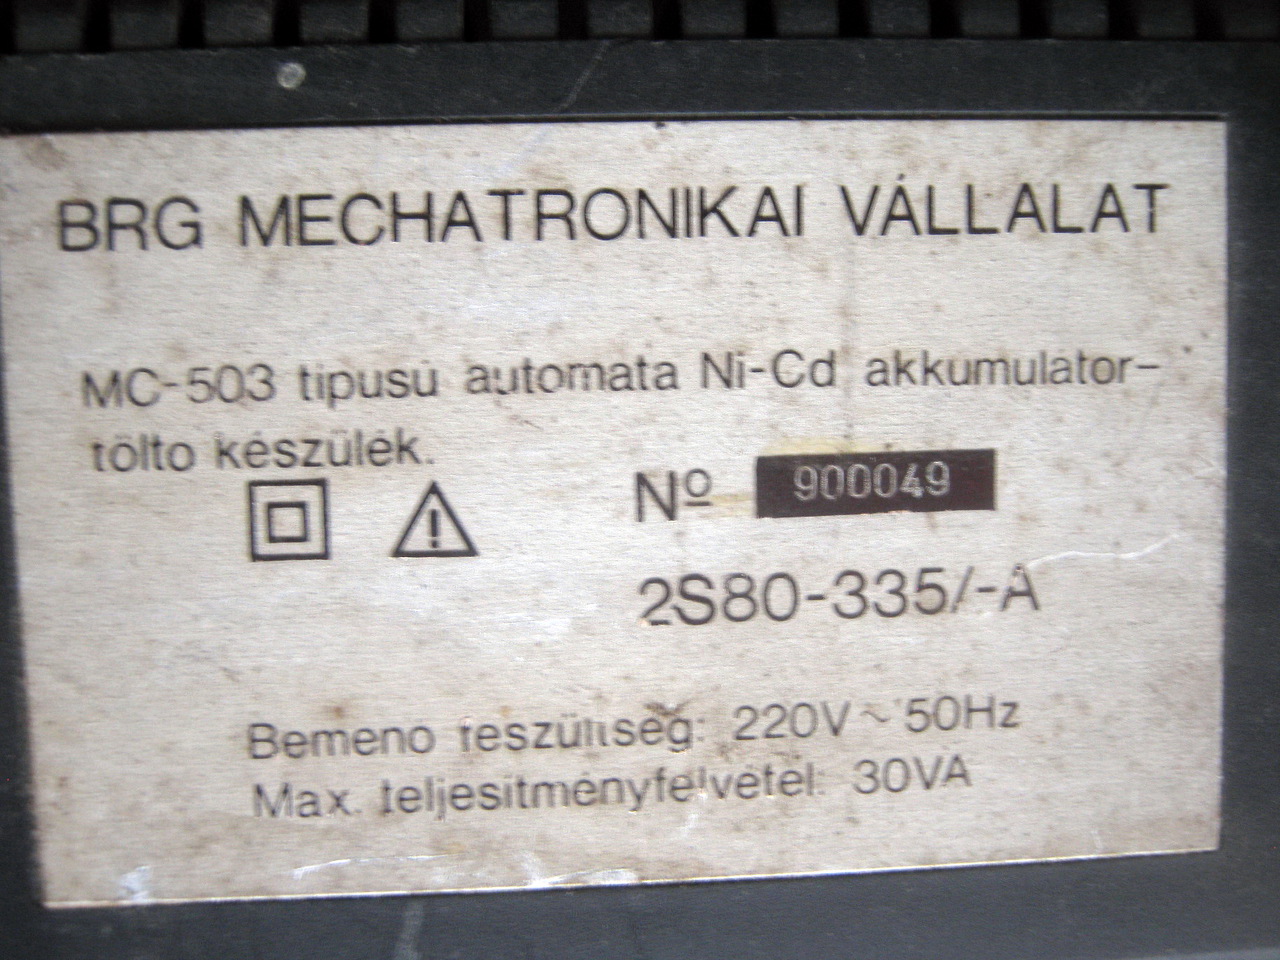 BRG MECHATRONIKAI VÁLLALAT
MC-503 tipusú automata Ni-Cd akkumulator-
tölto készülék.
Nº 900049
2S80-335/-A
Bemeno feszültség: 220V~ 50Hz
Max. teljesítményfelvétel: 30VA